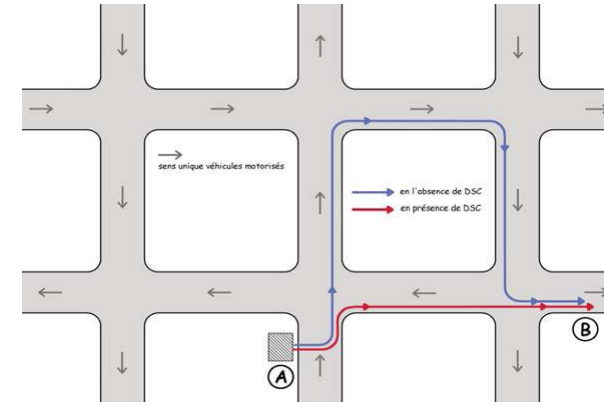 sens unique véhicules motorisés
en l'absence de DSC
en présence de DSC
A
B